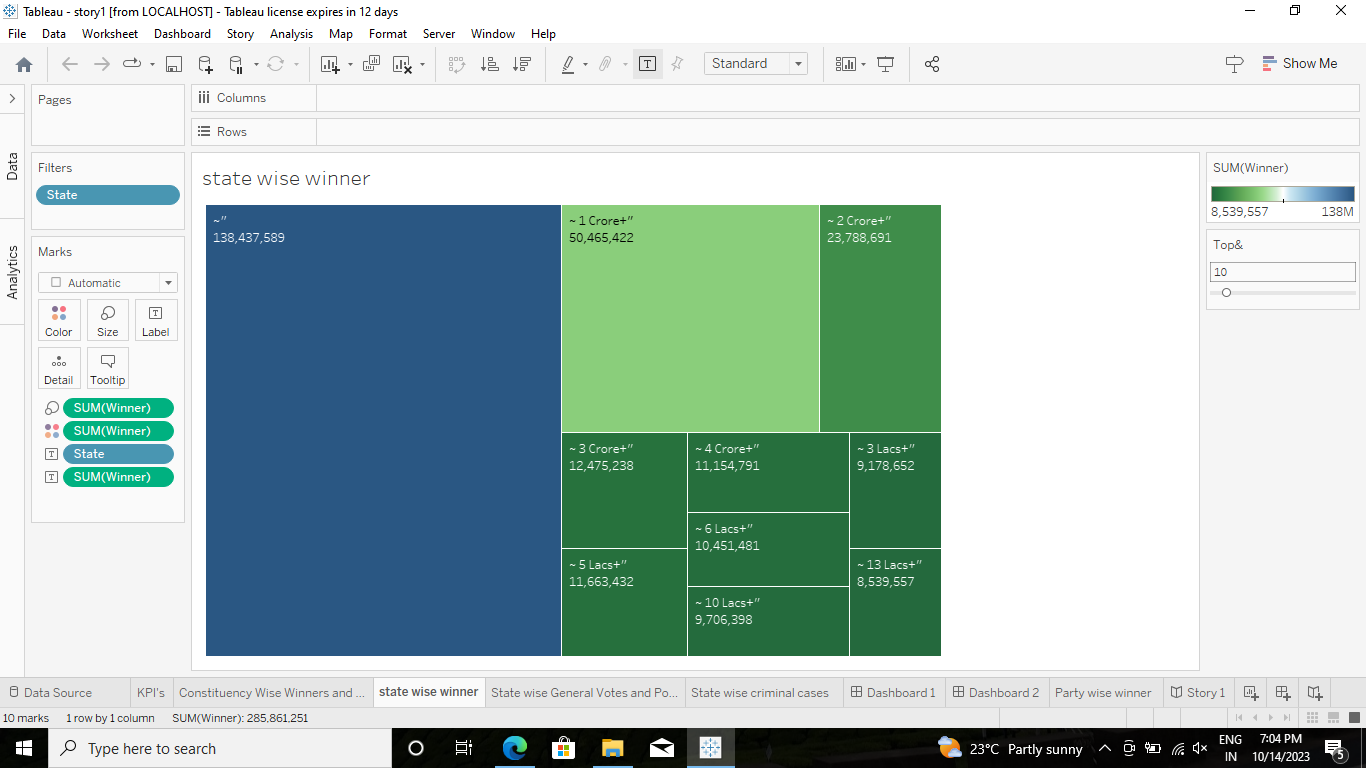 Tableau - story1 [from LOCALHOST] - Tableau license expires in 12 days
File Data Worksheet Dashboard Story Analysis Map Format Server Window Help
Standard
Show Me
Pages
Columns
Rows
Data
Analytics
Filters
State
Marks
Automatic
Color Size Label
Detail Tooltip
SUM(Winner)
SUM(Winner)
State
SUM(Winner)
state wise winner
~"
138,437,589
~ 1 Crore+"
50,465,422
~ 2 Crore+"
23,788,691
~ 3 Crore+"
12,475,238
~ 4 Crore+"
11,154,791
~ 3 Lacs+"
9,178,652
~ 6 Lacs+"
10,451,481
~ 5 Lacs+"
11,663,432
~ 13 Lacs+"
8,539,557
~ 10 Lacs+"
9,706,398
SUM(Winner)
8,539,557 138M
Top&
10
Data Source KPI's Constituency Wise Winners and ... state wise winner State wise General Votes and Po... State wise criminal cases Dashboard 1 Dashboard 2 Party wise winner Story 1
10 marks 1 row by 1 column SUM(Winner): 285,861,251
Type here to search
23°C Partly sunny
ENG
IN
7:04 PM
10/14/2023
5